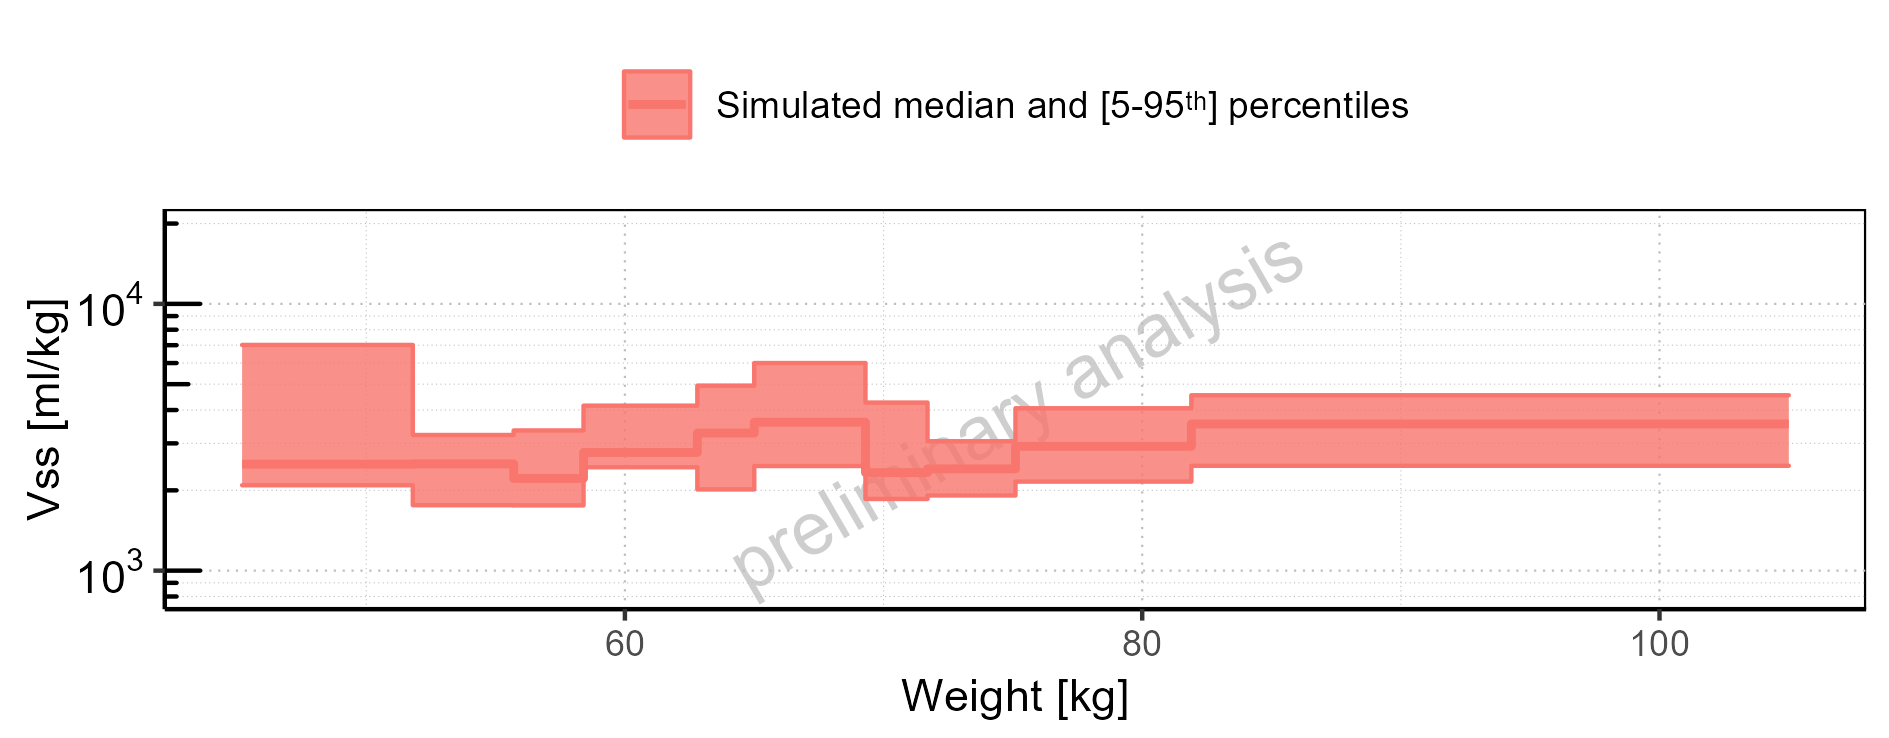 Simulated median and [5-95th] percentiles
Vss [ml/kg]
10^4
10^3
preliminary analysis
60 80 100
Weight [kg]